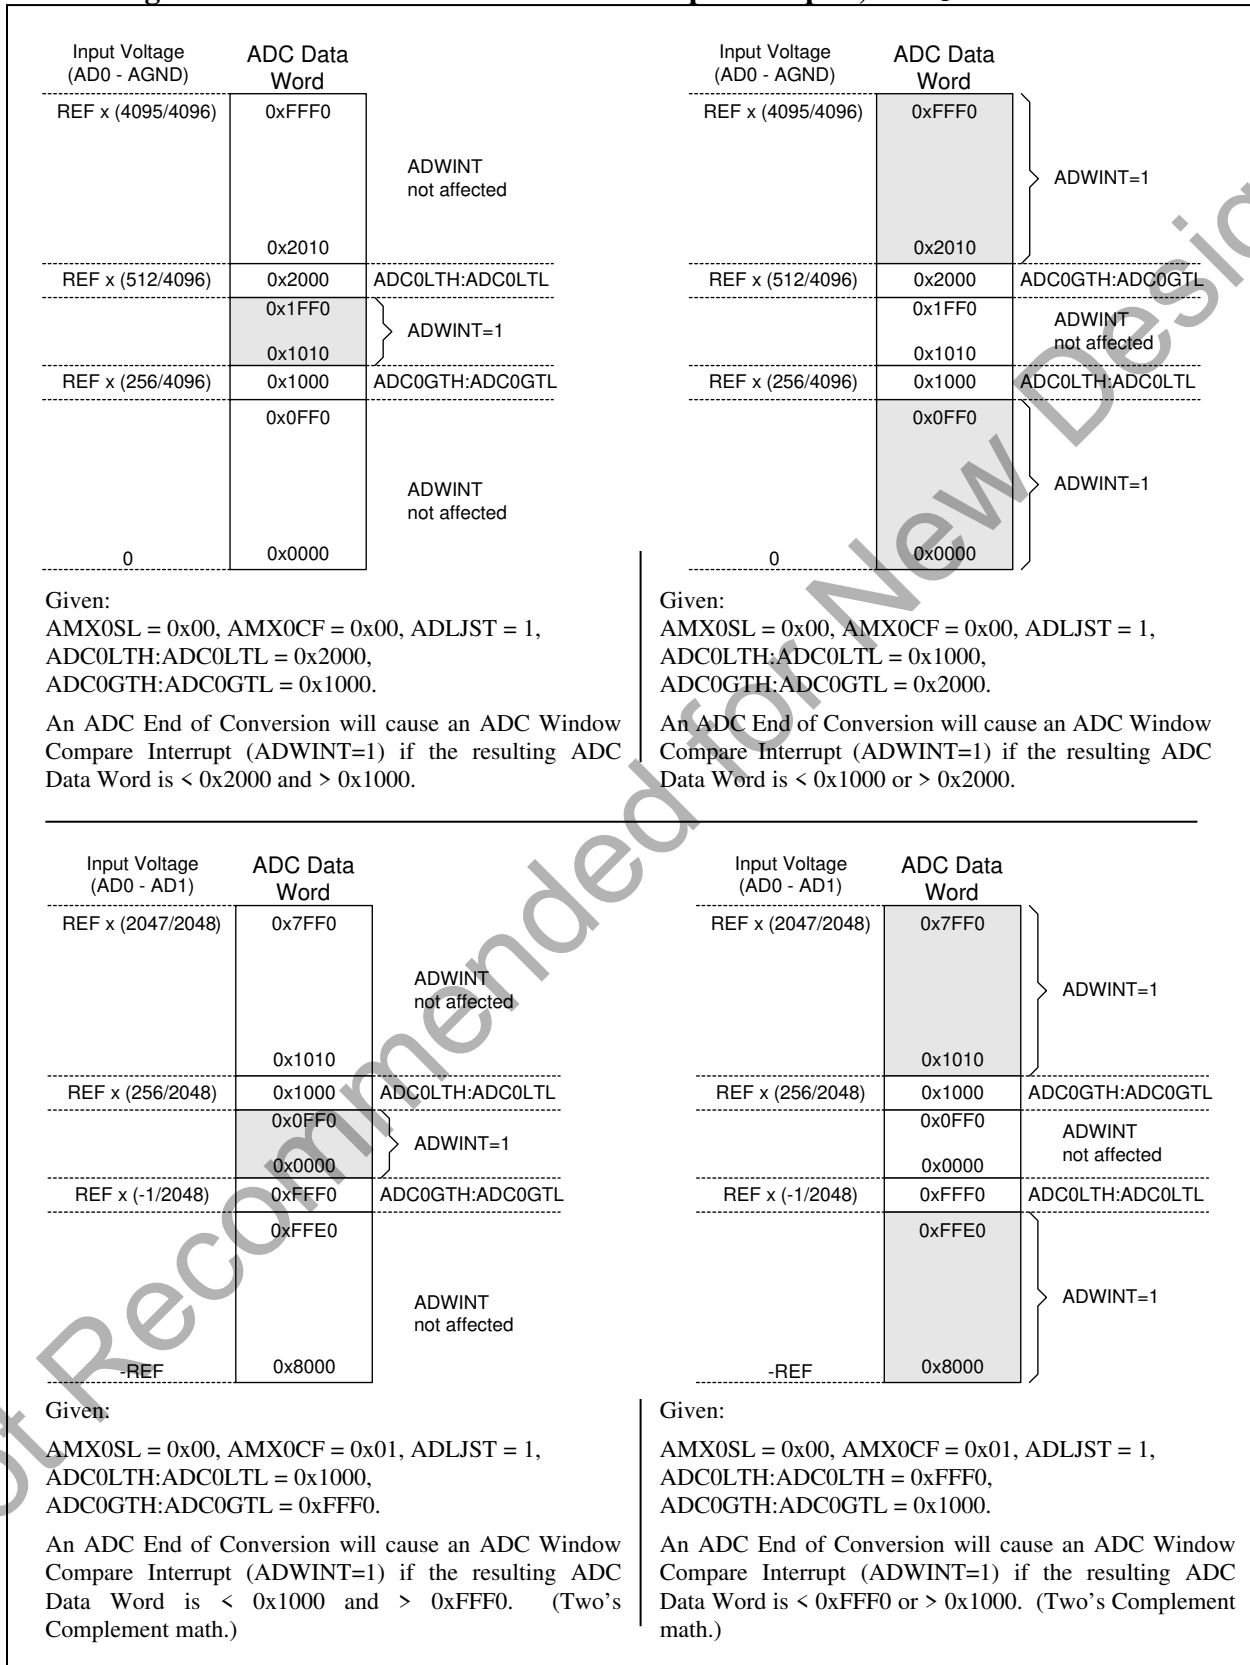 Input Voltage
(AD0 - AGND)
ADC Data
Word
REF x (4095/4096)
0xFFF0
ADWINT
not affected
0x2010
REF x (512/4096)
0x2000
ADC0LTH:ADC0LTL
0x1FF0
ADWINT=1
0x1010
REF x (256/4096)
0x1000
ADC0GTH:ADC0GTL
0x0FF0
ADWINT
not affected
0
0x0000
Given:
AMX0SL = 0x00, AMX0CF = 0x00, ADLJST = 1,
ADC0LTH:ADC0LTL = 0x2000,
ADC0GTH:ADC0GTL = 0x1000.
An ADC End of Conversion will cause an ADC Window
Compare Interrupt (ADWINT=1) if the resulting ADC
Data Word is < 0x2000 and > 0x1000.
Input Voltage
(AD0 - AGND)
ADC Data
Word
REF x (4095/4096)
0xFFF0
ADWINT=1
0x2010
REF x (512/4096)
0x2000
ADC0GTH:ADC0GTL
0x1FF0
ADWINT
not affected
0x1010
REF x (256/4096)
0x1000
ADC0LTH:ADC0LTL
0x0FF0
ADWINT=1
0
0x0000
Given:
AMX0SL = 0x00, AMX0CF = 0x00, ADLJST = 1,
ADC0LTH:ADC0LTL = 0x1000,
ADC0GTH:ADC0GTL = 0x2000.
An ADC End of Conversion will cause an ADC Window
Compare Interrupt (ADWINT=1) if the resulting ADC
Data Word is < 0x1000 or > 0x2000.
Input Voltage
(AD0 - AD1)
ADC Data
Word
REF x (2047/2048)
0x7FF0
ADWINT
not affected
0x1010
REF x (256/2048)
0x1000
ADC0LTH:ADC0LTL
0x0FF0
ADWINT=1
0x0000
REF x (-1/2048)
0xFFF0
ADC0GTH:ADC0GTL
0xFFE0
ADWINT
not affected
-REF
0x8000
Given:
AMX0SL = 0x00, AMX0CF = 0x01, ADLJST = 1,
ADC0LTH:ADC0LTL = 0x1000,
ADC0GTH:ADC0GTL = 0xFFF0.
An ADC End of Conversion will cause an ADC Window
Compare Interrupt (ADWINT=1) if the resulting ADC
Data Word is < 0x1000 and > 0xFFF0. (Two's
Complement math.)
Input Voltage
(AD0 - AD1)
ADC Data
Word
REF x (2047/2048)
0x7FF0
ADWINT=1
0x1010
REF x (256/2048)
0x1000
ADC0GTH:ADC0GTL
0x0FF0
ADWINT
not affected
0x0000
REF x (-1/2048)
0xFFF0
ADC0LTH:ADC0LTL
0xFFE0
ADWINT=1
-REF
0x8000
Given:
AMX0SL = 0x00, AMX0CF = 0x01, ADLJST = 1,
ADC0LTH:ADC0LTH = 0xFFF0,
ADC0GTH:ADC0GTL = 0x1000.
An ADC End of Conversion will cause an ADC Window
Compare Interrupt (ADWINT=1) if the resulting ADC
Data Word is < 0xFFF0 or > 0x1000. (Two's Complement
math.)
Recommended for New